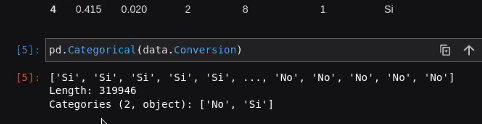 4 0.415 0.020 2 8 1 Si
[5]: pd.Categorical(data.Conversion)
[5]: ['Si', 'Si', 'Si', 'Si', 'Si', ..., 'No', 'No', 'No', 'No', 'No']
Length: 319946
Categories (2, object): ['No', 'Si']